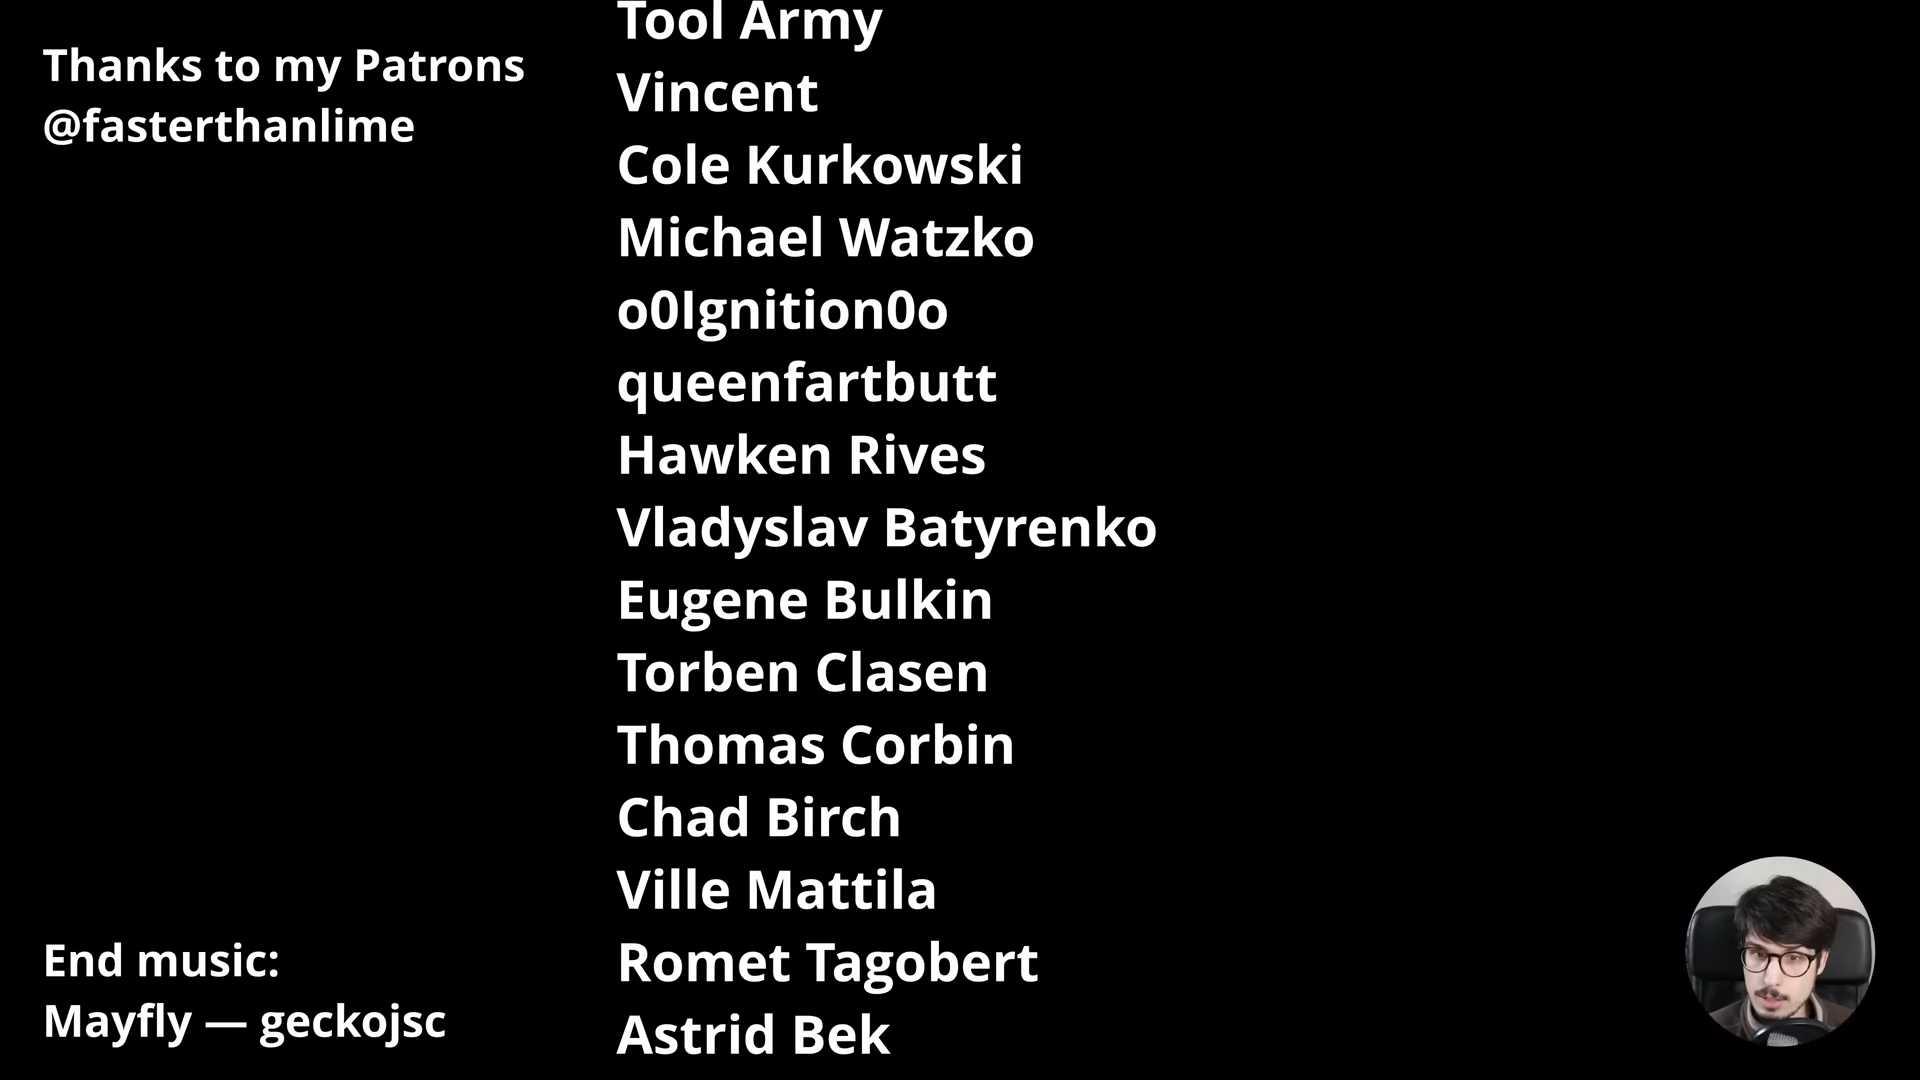 Thanks to my Patrons
@fasterthanlime
Tool Army
Vincent
Cole Kurkowski
Michael Watzko
o0Ignition0o
queenfartbutt
Hawken Rives
Vladyslav Batyrenko
Eugene Bulkin
Torben Clasen
Thomas Corbin
Chad Birch
Ville Mattila
Romet Tagobert
Astrid Bek
End music:
Mayfly — geckojsc